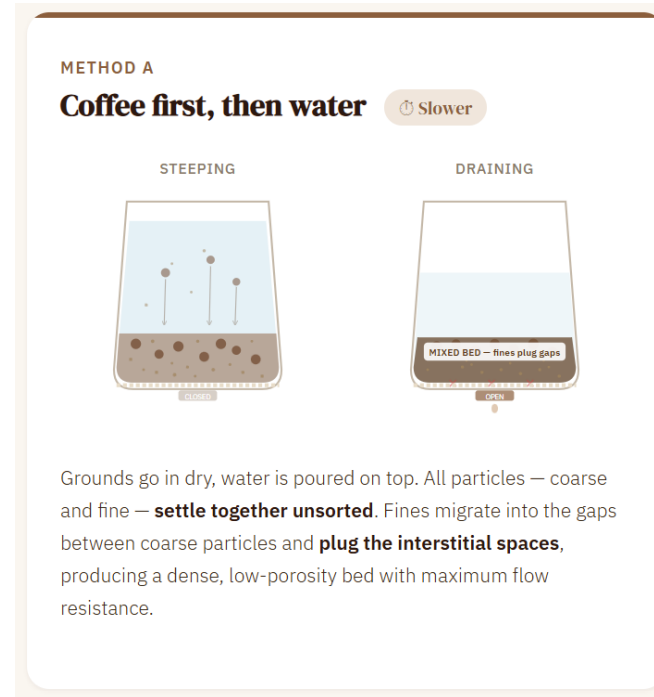 METHOD A
Coffee first, then water
⏱ Slower
STEEPING
DRAINING
MIXED BED — fines plug gaps
CLOSED
OPEN
Grounds go in dry, water is poured on top. All particles — coarse
and fine — settle together unsorted. Fines migrate into the gaps
between coarse particles and plug the interstitial spaces,
producing a dense, low-porosity bed with maximum flow
resistance.